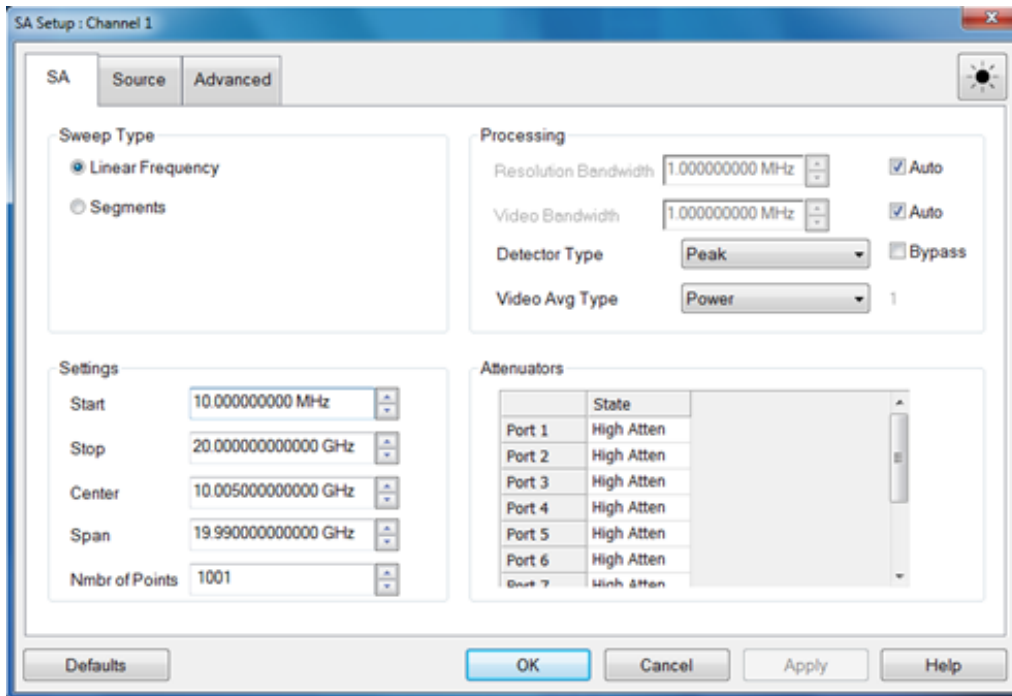 SA Setup : Channel 1
SA
Source
Advanced
Sweep Type
Linear Frequency
Segments
Processing
Resolution Bandwidth 1.000000000 MHz Auto
Video Bandwidth 1.000000000 MHz Auto
Detector Type Peak Bypass
Video Avg Type Power 1
Settings
Start 10.000000000 MHz
Stop 20.000000000000 GHz
Center 10.005000000000 GHz
Span 19.990000000000 GHz
Nmbr of Points 1001
Attenuators
State
Port 1 High Atten
Port 2 High Atten
Port 3 High Atten
Port 4 High Atten
Port 5 High Atten
Port 6 High Atten
Port 7 High Atten
Defaults
OK
Cancel
Apply
Help